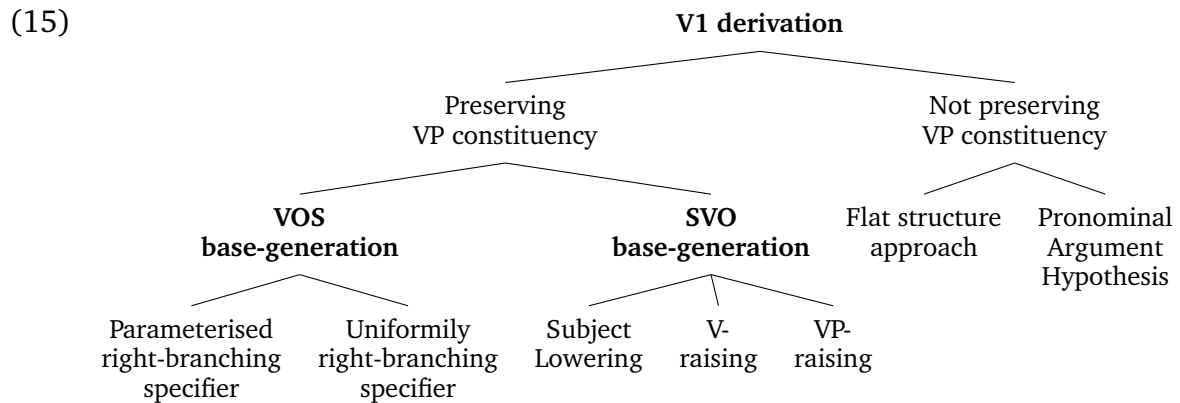 (15)
V1 derivation
Preserving
VP constituency
Not preserving
VP constituency
VOS
base-generation
SVO
base-generation
Flat structure
approach
Pronominal
Argument
Hypothesis
Parameterised
right-branching
specifier
Uniformily
right-branching
specifier
Subject
Lowering
V-
raising
VP-
raising